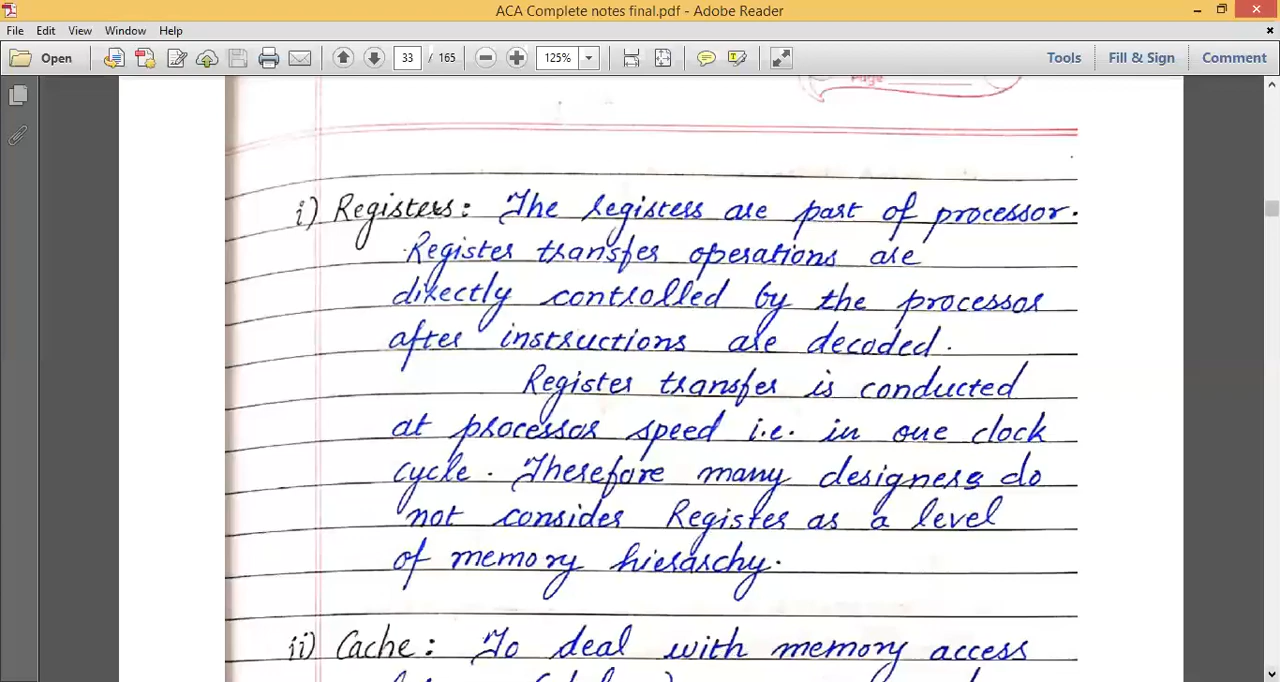 ACA Complete notes final.pdf - Adobe Reader
File Edit View Window Help
Open 33 / 165 125% Tools Fill & Sign Comment
Page
i) Registers: The registers are part of processor.
Register transfer operations are
directly controlled by the processor
after instructions are decoded.
Register transfer is conducted
at processor speed i.e. in one clock
cycle. Therefore many designers do
not consider Register as a level
of memory hierarchy.
ii) Cache: To deal with memory access